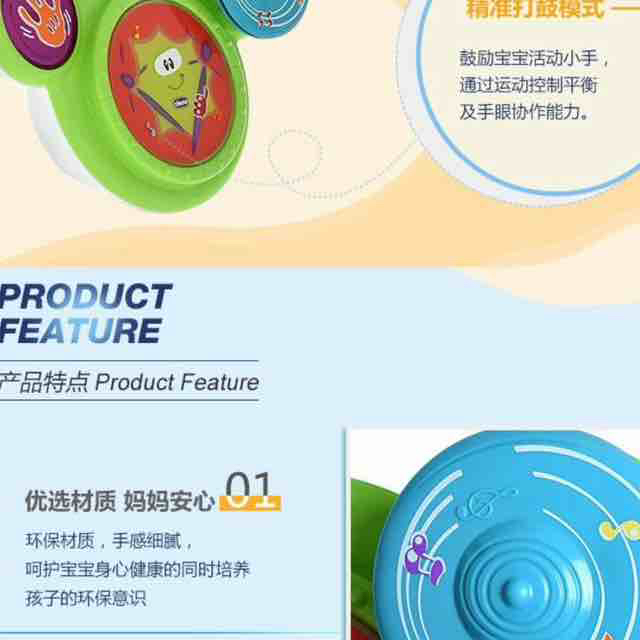 精准打鼓模式
鼓励宝宝活动小手，
通过运动控制平衡
及手眼协作能力。
PRODUCT
FEATURE
产品特点 Product Feature
优选材质 妈妈安心 01
环保材质，手感细腻，
呵护宝宝身心健康的同时培养
孩子的环保意识